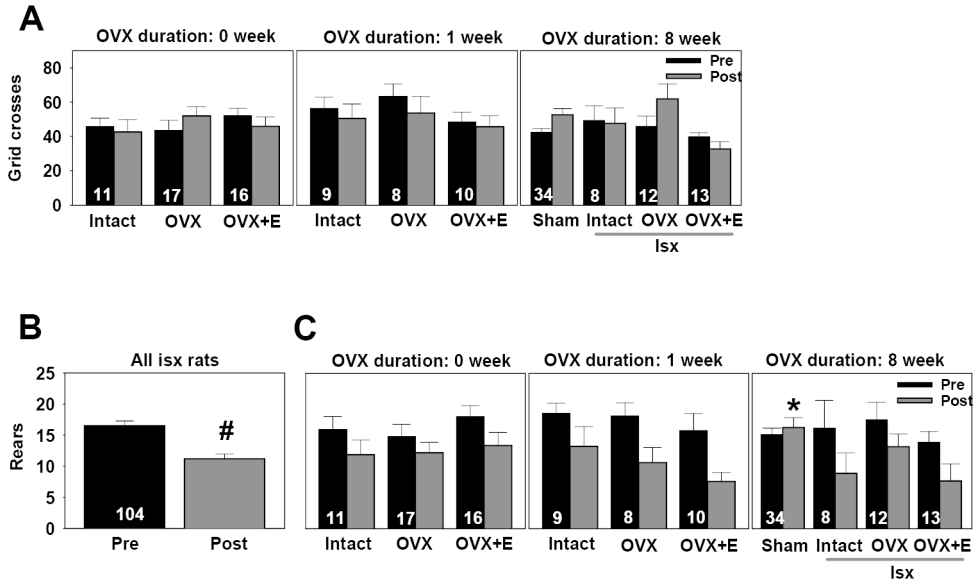 A
OVX duration: 0 week
OVX duration: 1 week
OVX duration: 8 week
Grid crosses
80
60
40
20
0
Pre
Post
11
17
16
9
8
10
34
8
12
13
Intact
OVX
OVX+E
Intact
OVX
OVX+E
Sham
Intact
OVX
OVX+E
Isx
B
All isx rats
Rears
25
20
15
10
5
0
#
104
Pre
Post
C
OVX duration: 0 week
OVX duration: 1 week
OVX duration: 8 week
Pre
Post
*
11
17
16
9
8
10
34
8
12
13
Intact
OVX
OVX+E
Intact
OVX
OVX+E
Sham
Intact
OVX
OVX+E
Isx